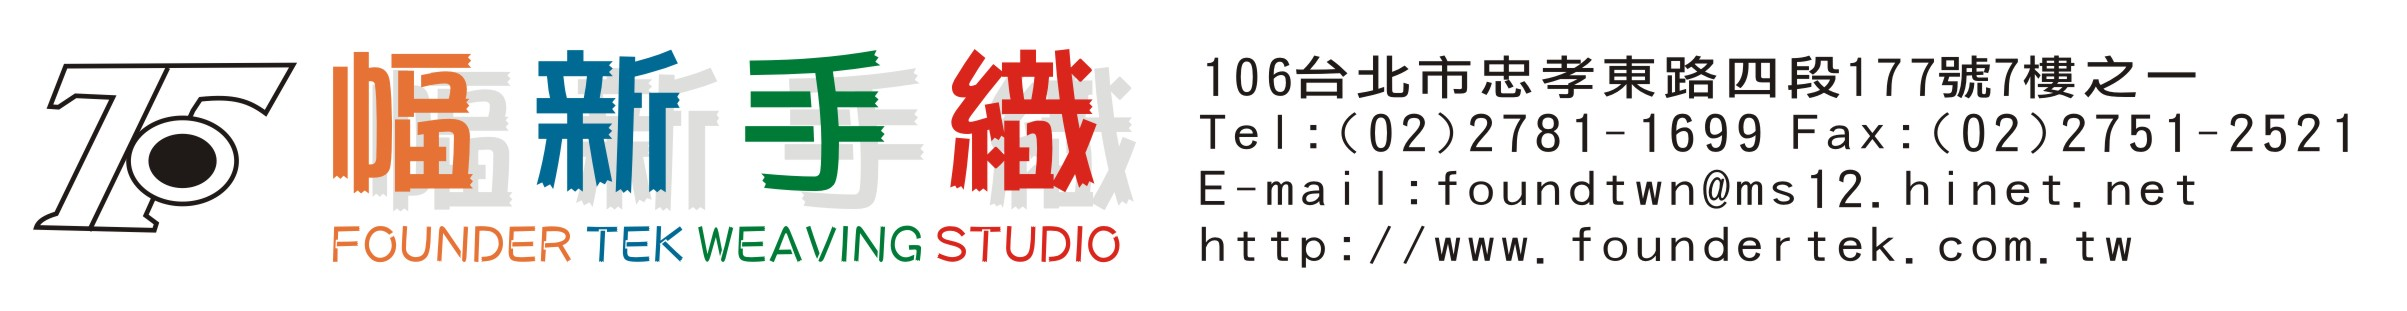 幅新手織
FOUNDER TEK WEAVING STUDIO
106台北市忠孝東路四段177號7樓之一
Tel:(02)2781-1699 Fax:(02)2751-2521
E-mail:foundtwn@ms12.hinet.net
http://www.foundertek.com.tw